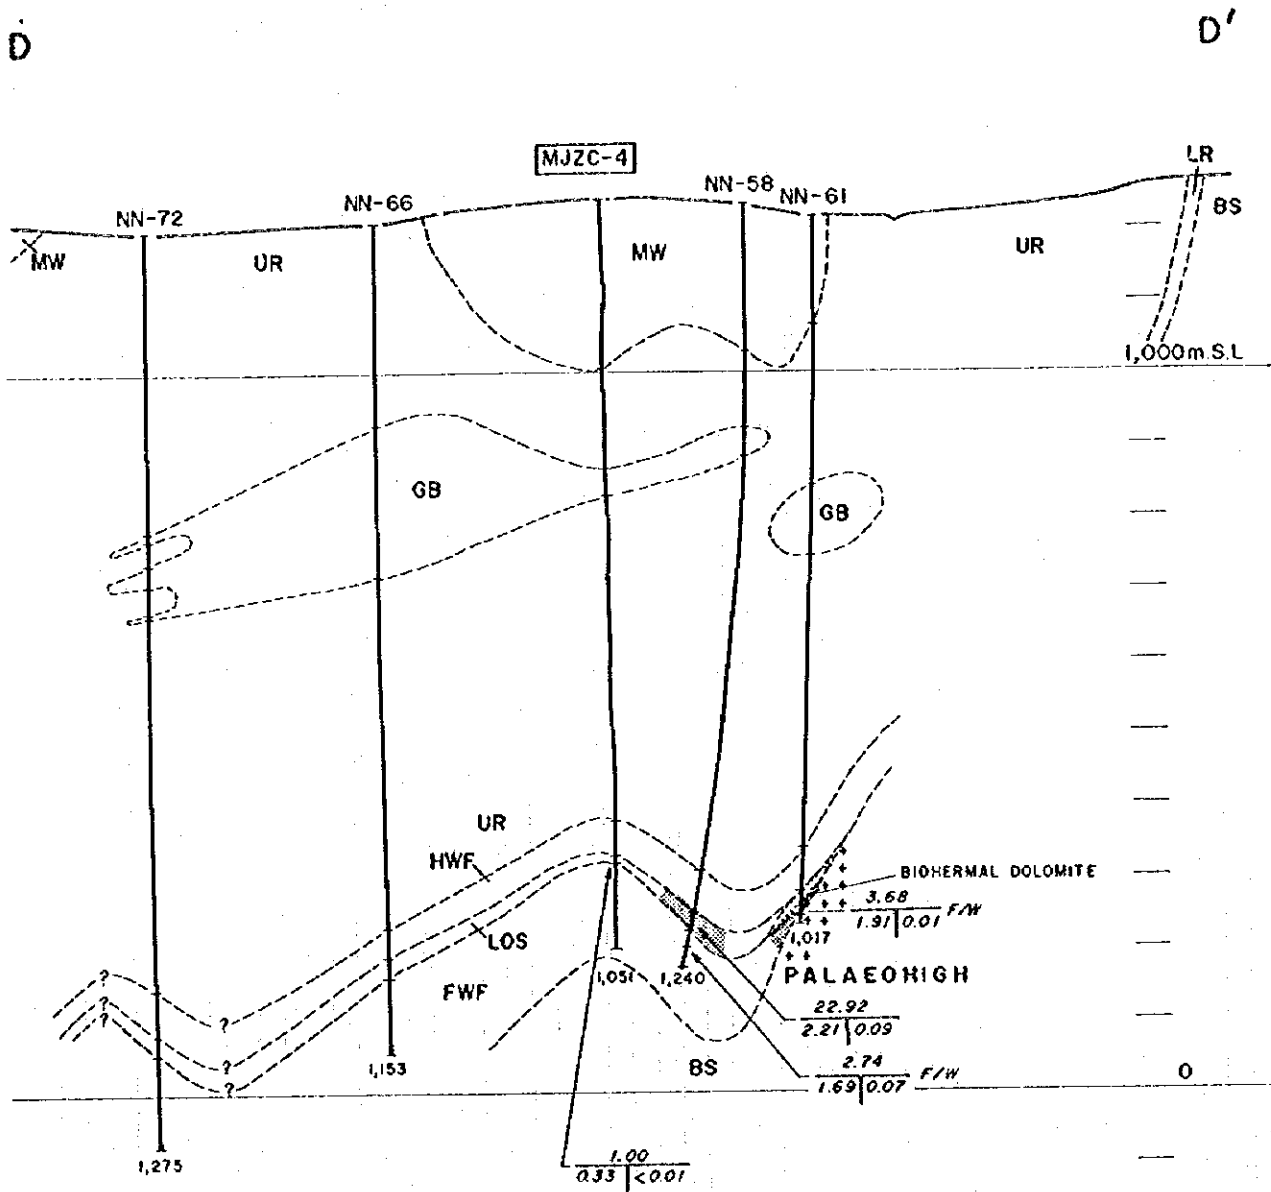 D
D'
MJZC-4
LR
NN-72
NN-66
NN-58
NN-61
BS
MW
UR
MW
UR
1,000m.S.L
GB
GB
UR
HWF
BIOHERMAL DOLOMITE
3.68
1.91 | 0.01 F/W
LOS
1,017
FWF
1,051
1,240
PALAEOHIGH
22.92
2.21 | 0.09
? ? ? ? ? ?
1,153
BS
2.74
1.69 | 0.07 F/W
0
1,275
1.00
0.33 | <0.01